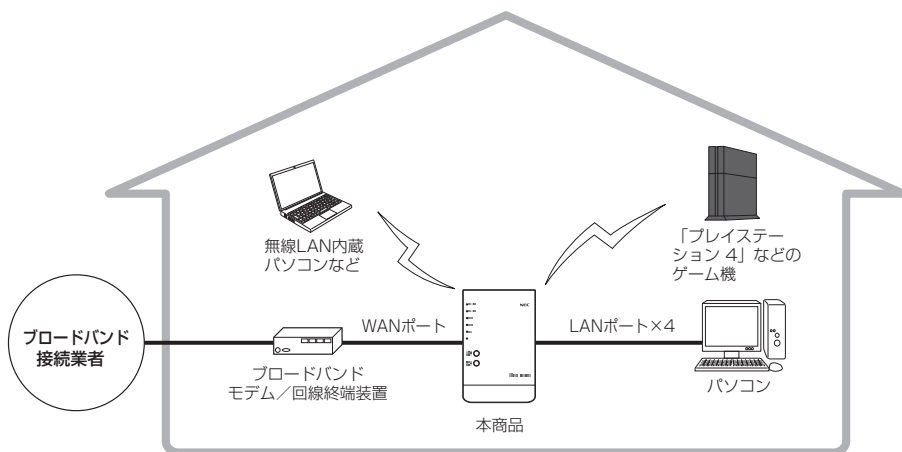 無線LAN内蔵
パソコンなど
「プレイステー
ション 4」などの
ゲーム機
ブロードバンド
接続業者
WANポート
LANポート×4
ブロードバンド
モデム／回線終端装置
NEC
本商品
パソコン